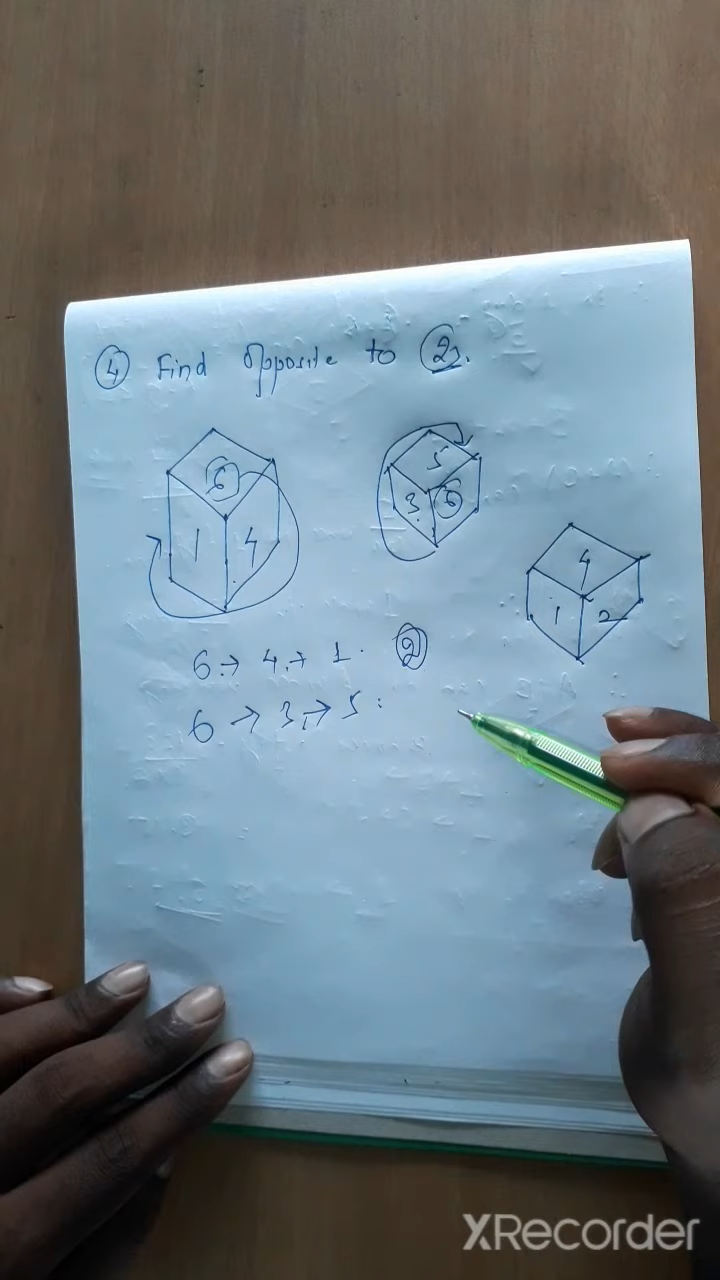 ④ Find opposite to ②.
6 1 4
5 3 6
4 1 2
6 → 4 → 1. ②
6 → 3 → 5:
XRecorder